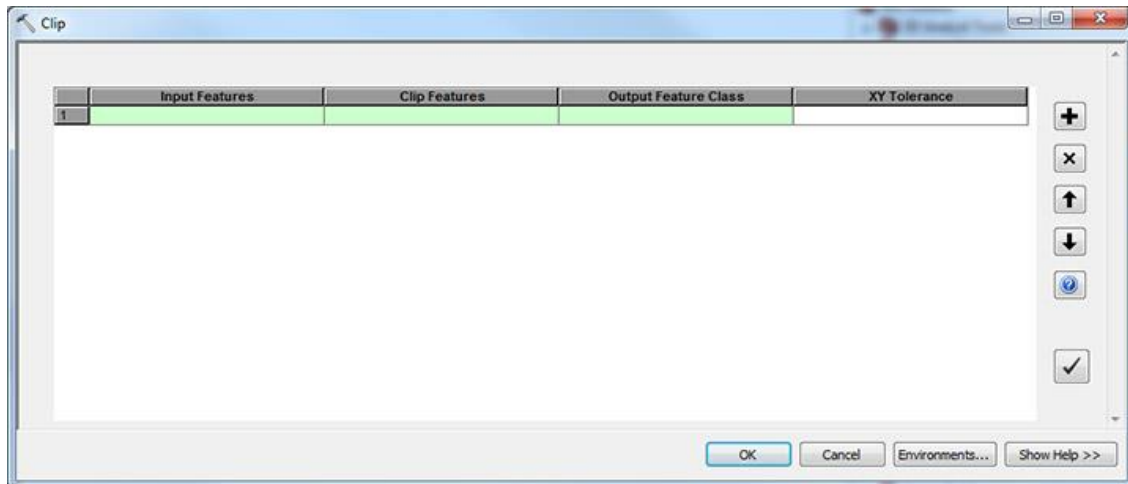 Clip
Input Features Clip Features Output Feature Class XY Tolerance
1
OK Cancel Environments... Show Help >>